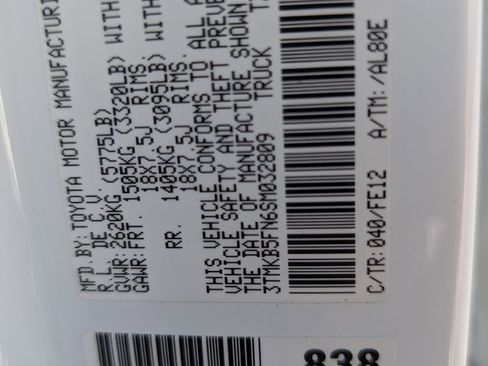 MFD.BY:TOYOTA MOTOR MANUFACTURI
R.L. DE C.V.
GVWR:2620KG (5775LB)
GAWR:FRT. 1505KG (3320LB) WITH
18X7.5J RIMS,
RR. 1405KG (3095LB) WITH
18X7.5J RIMS,
THIS VEHICLE CONFORMS TO ALL
VEHICLE SAFETY AND THEFT PREVE
THE DATE OF MANUFACTURE SHOWN
3TMKB5FN6SM032809 TRUCK
C/TR:040/FE12 A/TM:/AL80E
838